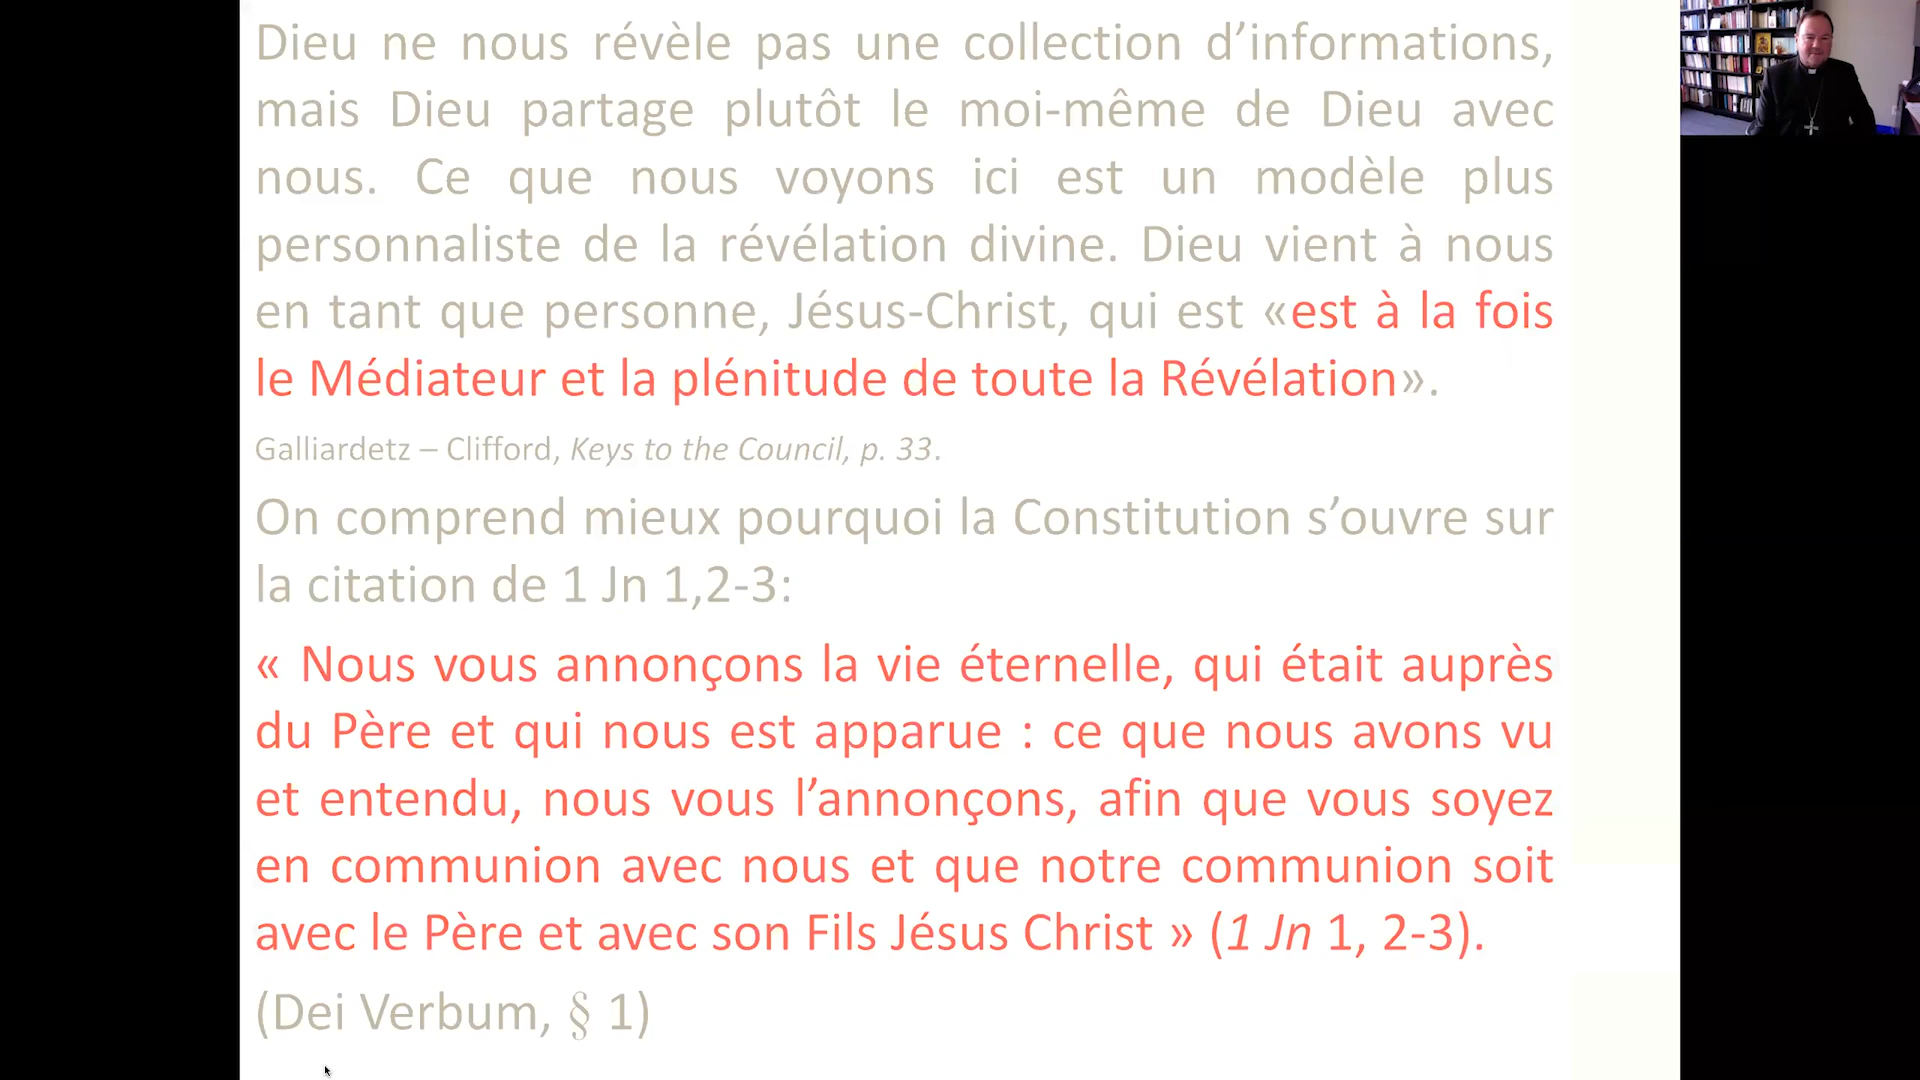 Dieu ne nous révèle pas une collection d’informations,
mais Dieu partage plutôt le moi-même de Dieu avec
nous. Ce que nous voyons ici est un modèle plus
personnaliste de la révélation divine. Dieu vient à nous
en tant que personne, Jésus-Christ, qui est «est à la fois
le Médiateur et la plénitude de toute la Révélation».
Galliardetz – Clifford, Keys to the Council, p. 33.
On comprend mieux pourquoi la Constitution s’ouvre sur
la citation de 1 Jn 1,2-3:
« Nous vous annonçons la vie éternelle, qui était auprès
du Père et qui nous est apparue : ce que nous avons vu
et entendu, nous vous l’annonçons, afin que vous soyez
en communion avec nous et que notre communion soit
avec le Père et avec son Fils Jésus Christ » (1 Jn 1, 2-3).
(Dei Verbum, § 1)